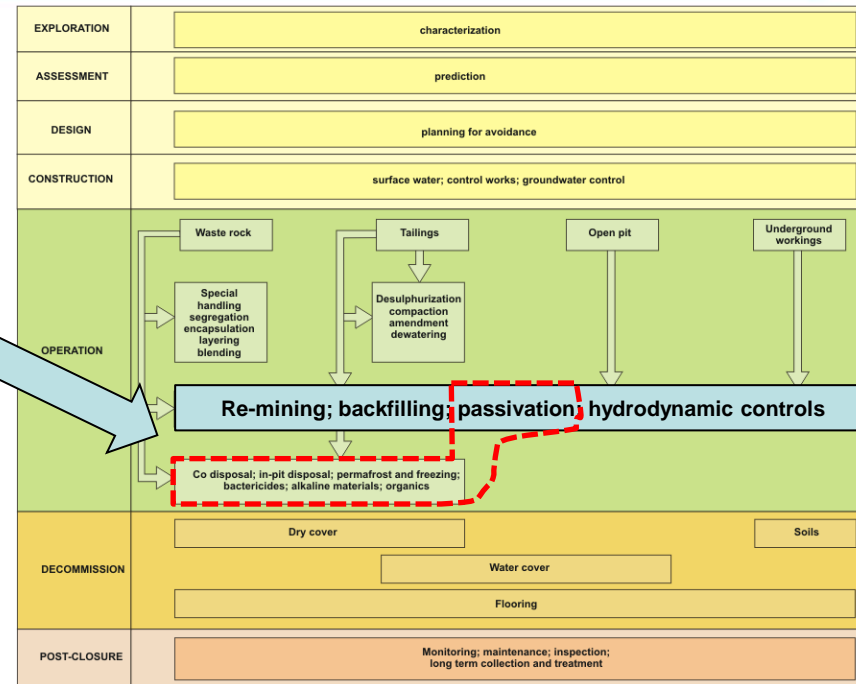 EXPLORATION
characterization
ASSESSMENT
prediction
DESIGN
planning for avoidance
CONSTRUCTION
surface water; control works; groundwater control
OPERATION
Waste rock
Tailings
Open pit
Underground
workings
Special
handling
segregation
encapsulation
layering
blending
Desulphurization
compaction
amendment
dewatering
Re-mining; backfilling; passivation; hydrodynamic controls
Co disposal; in-pit disposal; permafrost and freezing;
bactericides; alkaline materials; organics
DECOMMISSION
Dry cover
Soils
Water cover
Flooring
POST-CLOSURE
Monitoring; maintenance; inspection;
long term collection and treatment